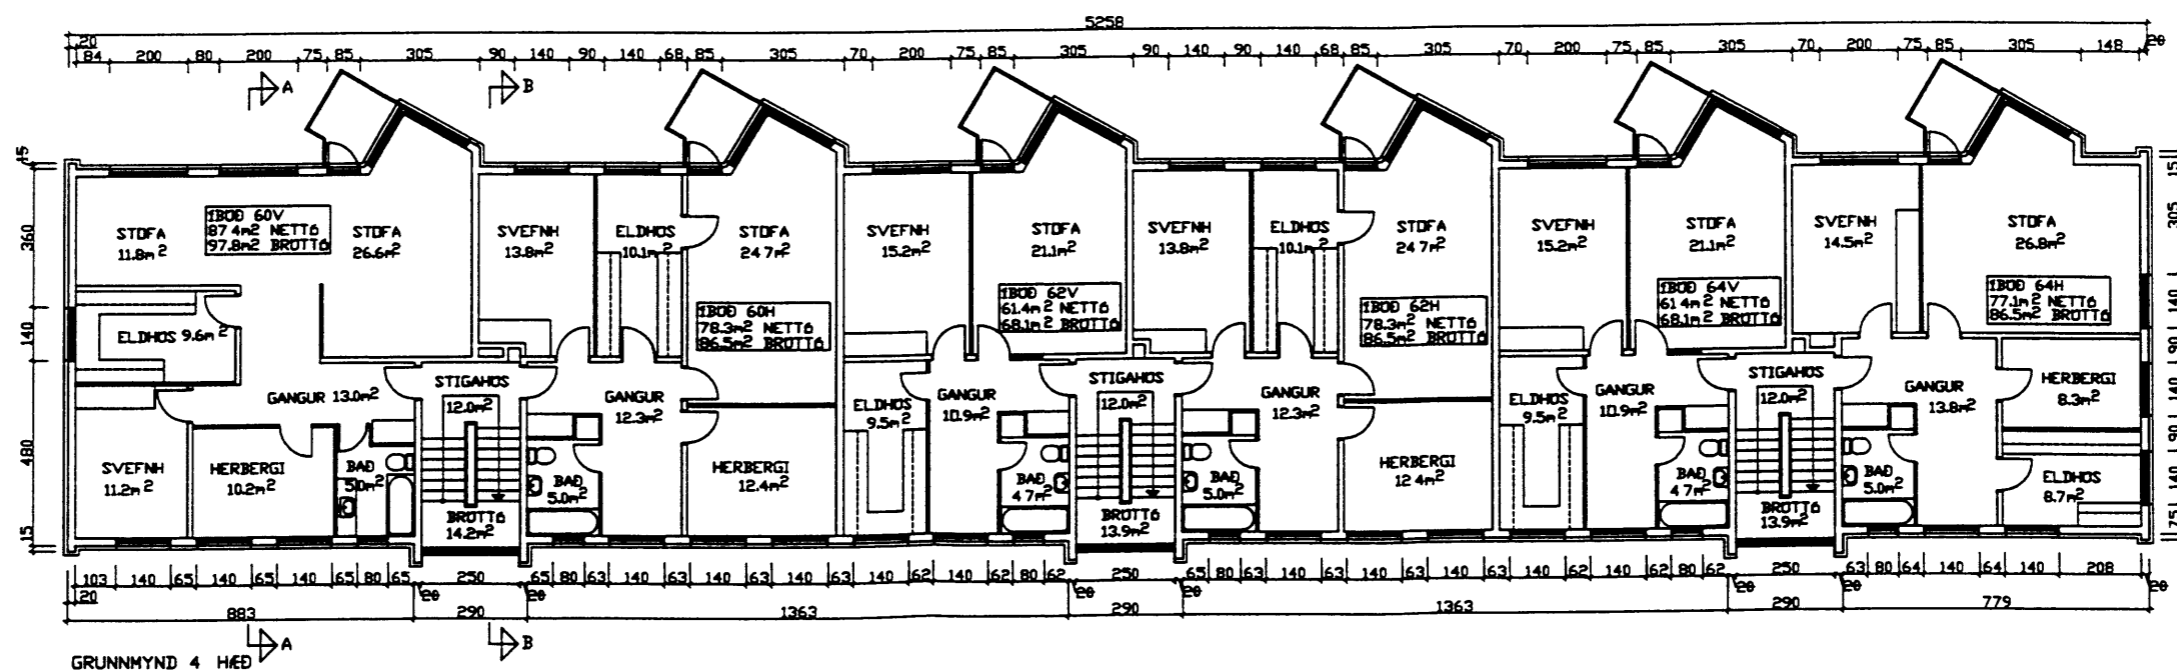 5258
20
84 200 80 200 75 85 305 90 140 90 140 68 85 305 70 200 75 85 305 90 140 90 140 68 85 305 70 200 75 85 305 70 200 75 85 305 148 20
A B
15 360 140 480 15
15 305 140 90 140 90 140 75
STOFA
11.8m2
ÍBÚÐ 60V
87.4m2 NETTÓ
97.8m2 BRÚTTÓ
STOFA
26.6m2
SVEFNH
13.8m2
ELDHÚS
10.1m2
STOFA
24.7m2
SVEFNH
15.2m2
STOFA
21.1m2
SVEFNH
13.8m2
ELDHÚS
10.1m2
STOFA
24.7m2
SVEFNH
15.2m2
STOFA
21.1m2
SVEFNH
14.5m2
STOFA
26.8m2
ÍBÚÐ 60H
78.3m2 NETTÓ
86.5m2 BRÚTTÓ
ÍBÚÐ 62V
61.4m2 NETTÓ
68.1m2 BRÚTTÓ
ÍBÚÐ 62H
78.3m2 NETTÓ
86.5m2 BRÚTTÓ
ÍBÚÐ 64V
61.4m2 NETTÓ
68.1m2 BRÚTTÓ
ÍBÚÐ 64H
77.1m2 NETTÓ
86.5m2 BRÚTTÓ
ELDHÚS 9.6m2
GANGUR 13.0m2
STIGAHÚS
12.0m2
GANGUR
12.3m2
ELDHÚS
9.5m2
GANGUR
10.9m2
STIGAHÚS
12.0m2
GANGUR
12.3m2
ELDHÚS
9.5m2
GANGUR
10.9m2
STIGAHÚS
12.0m2
GANGUR
13.8m2
HERBERGI
8.3m2
SVEFNH
11.2m2
HERBERGI
10.2m2
BAÐ
5.0m2
BRÚTTÓ
14.2m2
BAÐ
5.0m2
HERBERGI
12.4m2
BAÐ
4.7m2
BRÚTTÓ
13.9m2
BAÐ
5.0m2
HERBERGI
12.4m2
BAÐ
4.7m2
BRÚTTÓ
13.9m2
BAÐ
5.0m2
ELDHÚS
8.7m2
103 140 65 140 65 140 65 80 65 250 65 80 63 140 63 140 63 140 63 140 62 140 62 80 62 250 65 80 63 140 63 140 63 140 63 140 62 140 62 80 62 250 63 80 64 140 64 140 208
20 20 20 20 20 20 20 20
883 290 1363 290 1363 290 779
A B
GRUNNMYND 4 HÆÐ